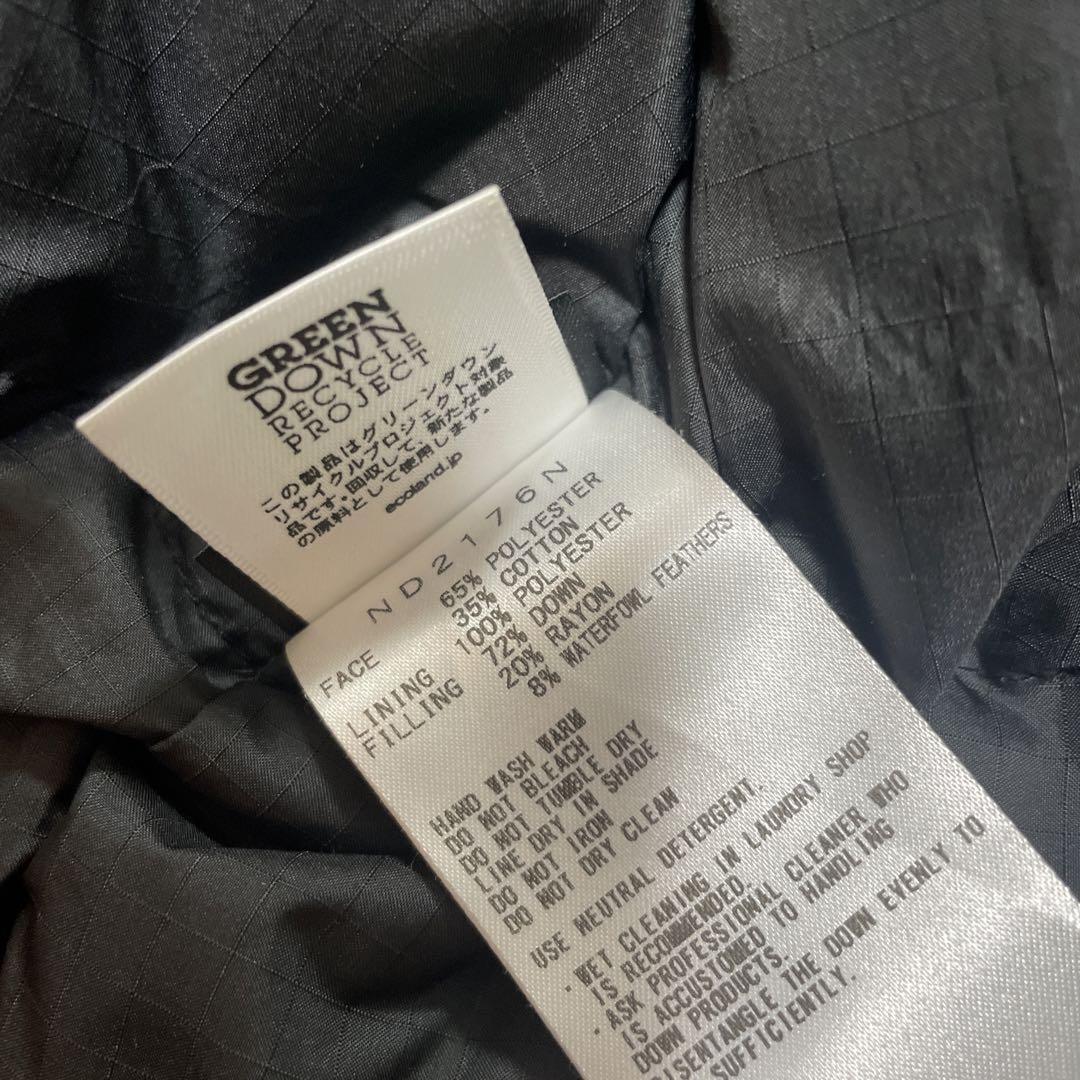 GREEN
DOWN
RECYCLE
PROJECT
この製品はグリーンダウン
リサイクルプロジェクト対象
品です。回収して、新たな製品
の原料として使用します。
ecoland.jp
ND2176N
FACE 65% POLYESTER
35% COTTON
LINING 100% POLYESTER
FILLING 72% DOWN
20% RAYON
8% WATERFOWL FEATHERS
HAND WASH WARM
DO NOT BLEACH
DO NOT TUMBLE DRY
LINE DRY IN SHADE
DO NOT IRON
DO NOT DRY CLEAN
USE NEUTRAL DETERGENT.
・WET CLEANING IN LAUNDRY SHOP
IS RECOMMENDED.
・ASK PROFESSIONAL CLEANER WHO
IS ACCUSTOMED TO HANDLING
DOWN PRODUCTS.
DISENTANGLE THE DOWN EVENLY TO
SUFFICIENTLY.